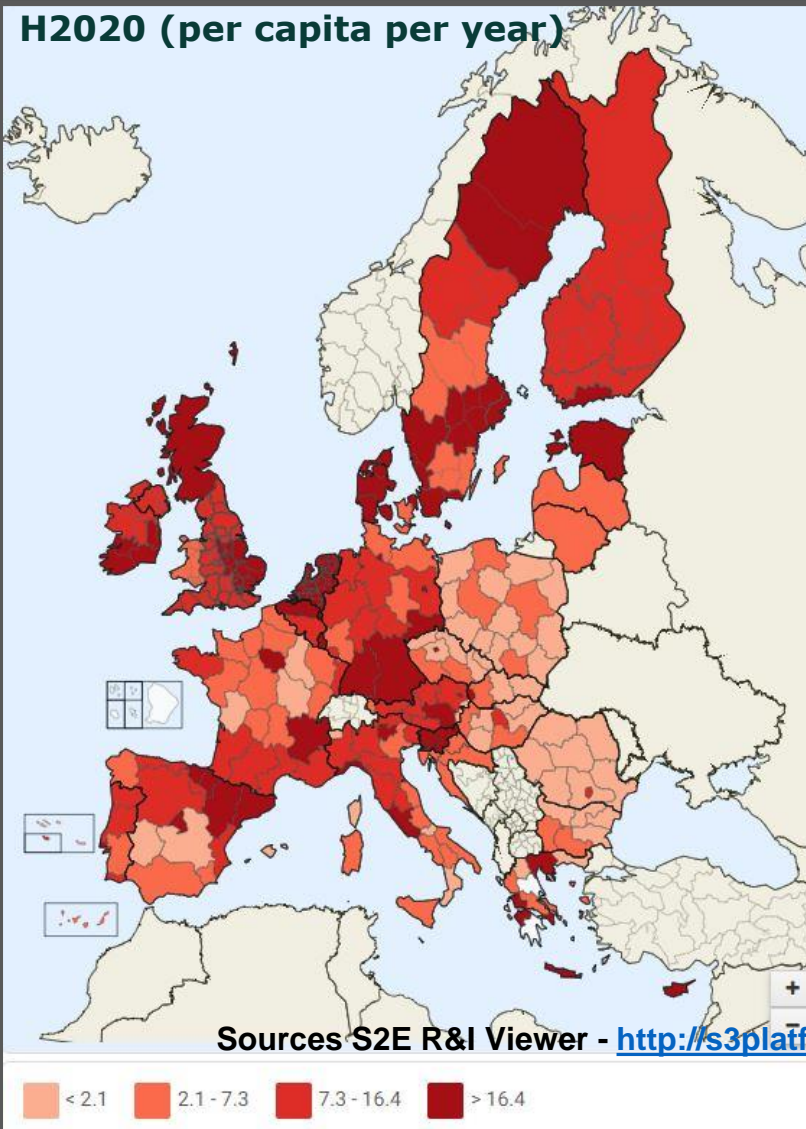 H2020 (per capita per year)
+
Sources S2E R&I Viewer - http://s3platf
< 2.1
2.1 - 7.3
7.3 - 16.4
> 16.4